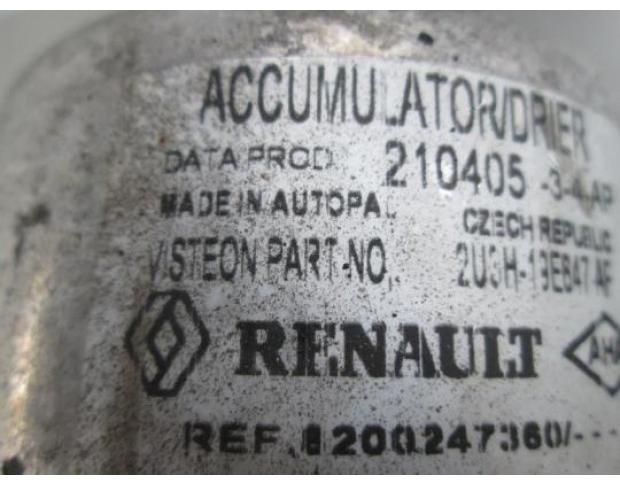 ACCUMULATOR/DRIER
DATA PROD. 210405 -3-4-AP
MADE IN AUTOPAL CZECH REPUBLIC
VISTEON PART-NO, 2U3H-19E647-AF
RENAULT
REF. 8200247360/---